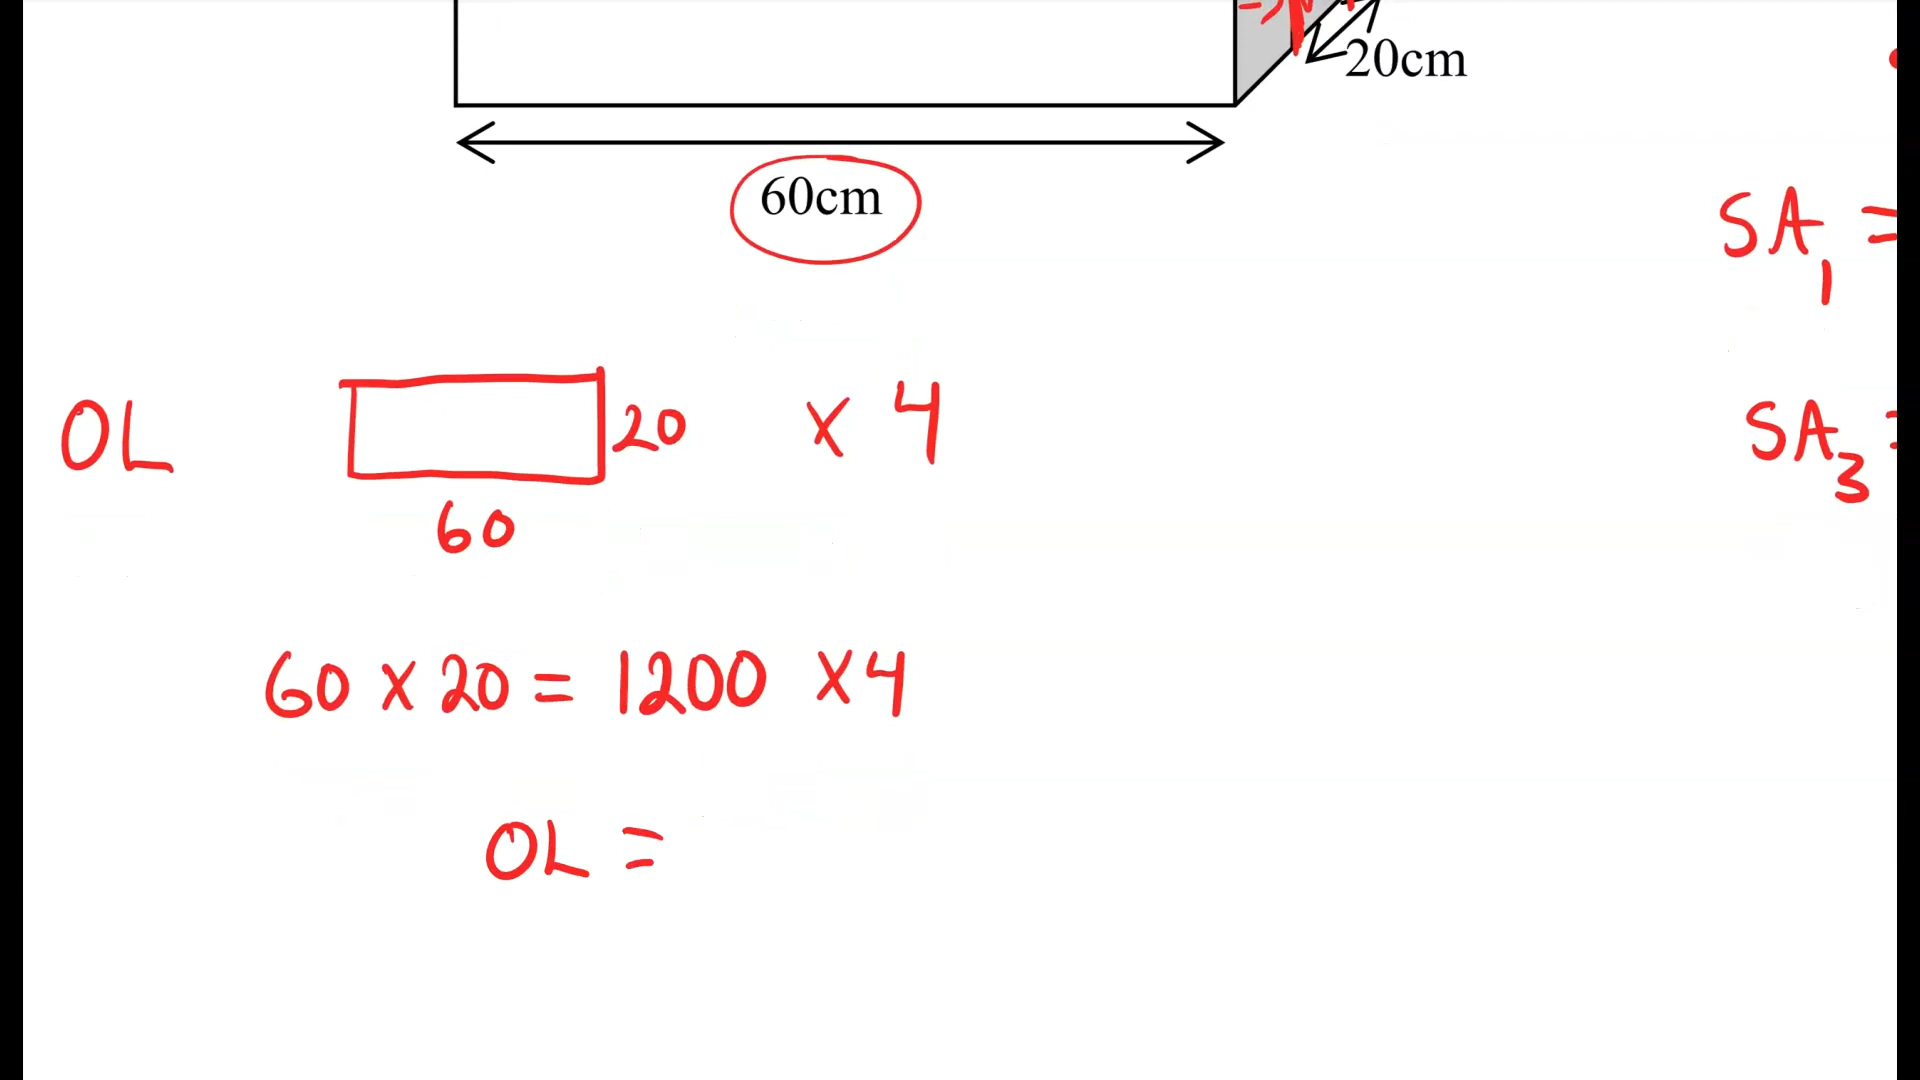 20cm
60cm
SA₁ =
OL 20 x 4
SA₃
60
60 x 20 = 1200 x4
OL =